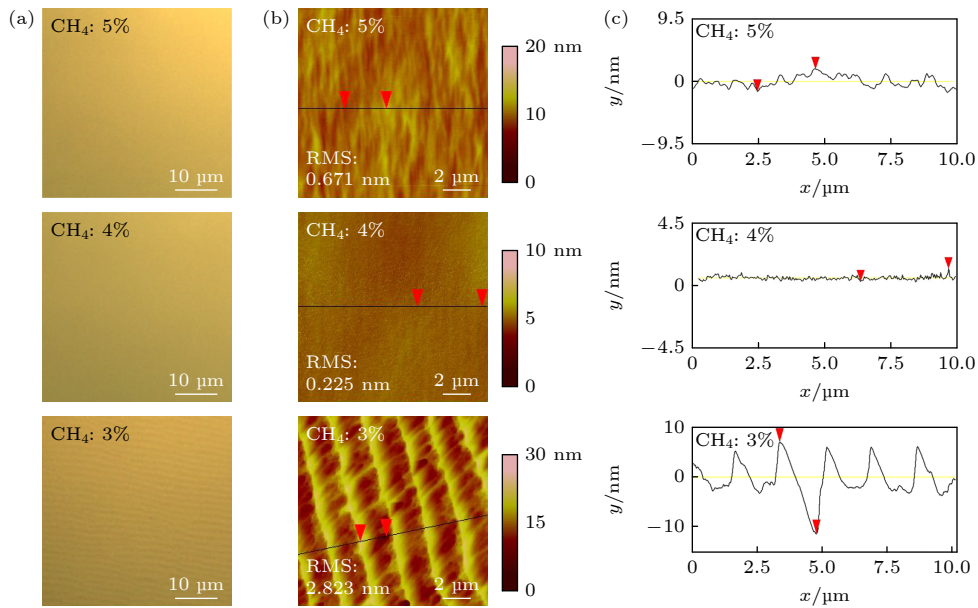 (a)
CH₄: 5%
10 µm
CH₄: 4%
10 µm
CH₄: 3%
10 µm
(b)
CH₄: 5%
RMS:
0.671 nm
2 µm
20 nm
10
0
CH₄: 4%
RMS:
0.225 nm
2 µm
10 nm
5
0
CH₄: 3%
RMS:
2.823 nm
2 µm
30 nm
15
0
(c)
CH₄: 5%
9.5
0
−9.5
y/nm
0 2.5 5.0 7.5 10.0
x/µm
CH₄: 4%
4.5
0
−4.5
y/nm
0 2.5 5.0 7.5 10.0
x/µm
CH₄: 3%
10
0
−10
y/nm
0 2.5 5.0 7.5 10.0
x/µm